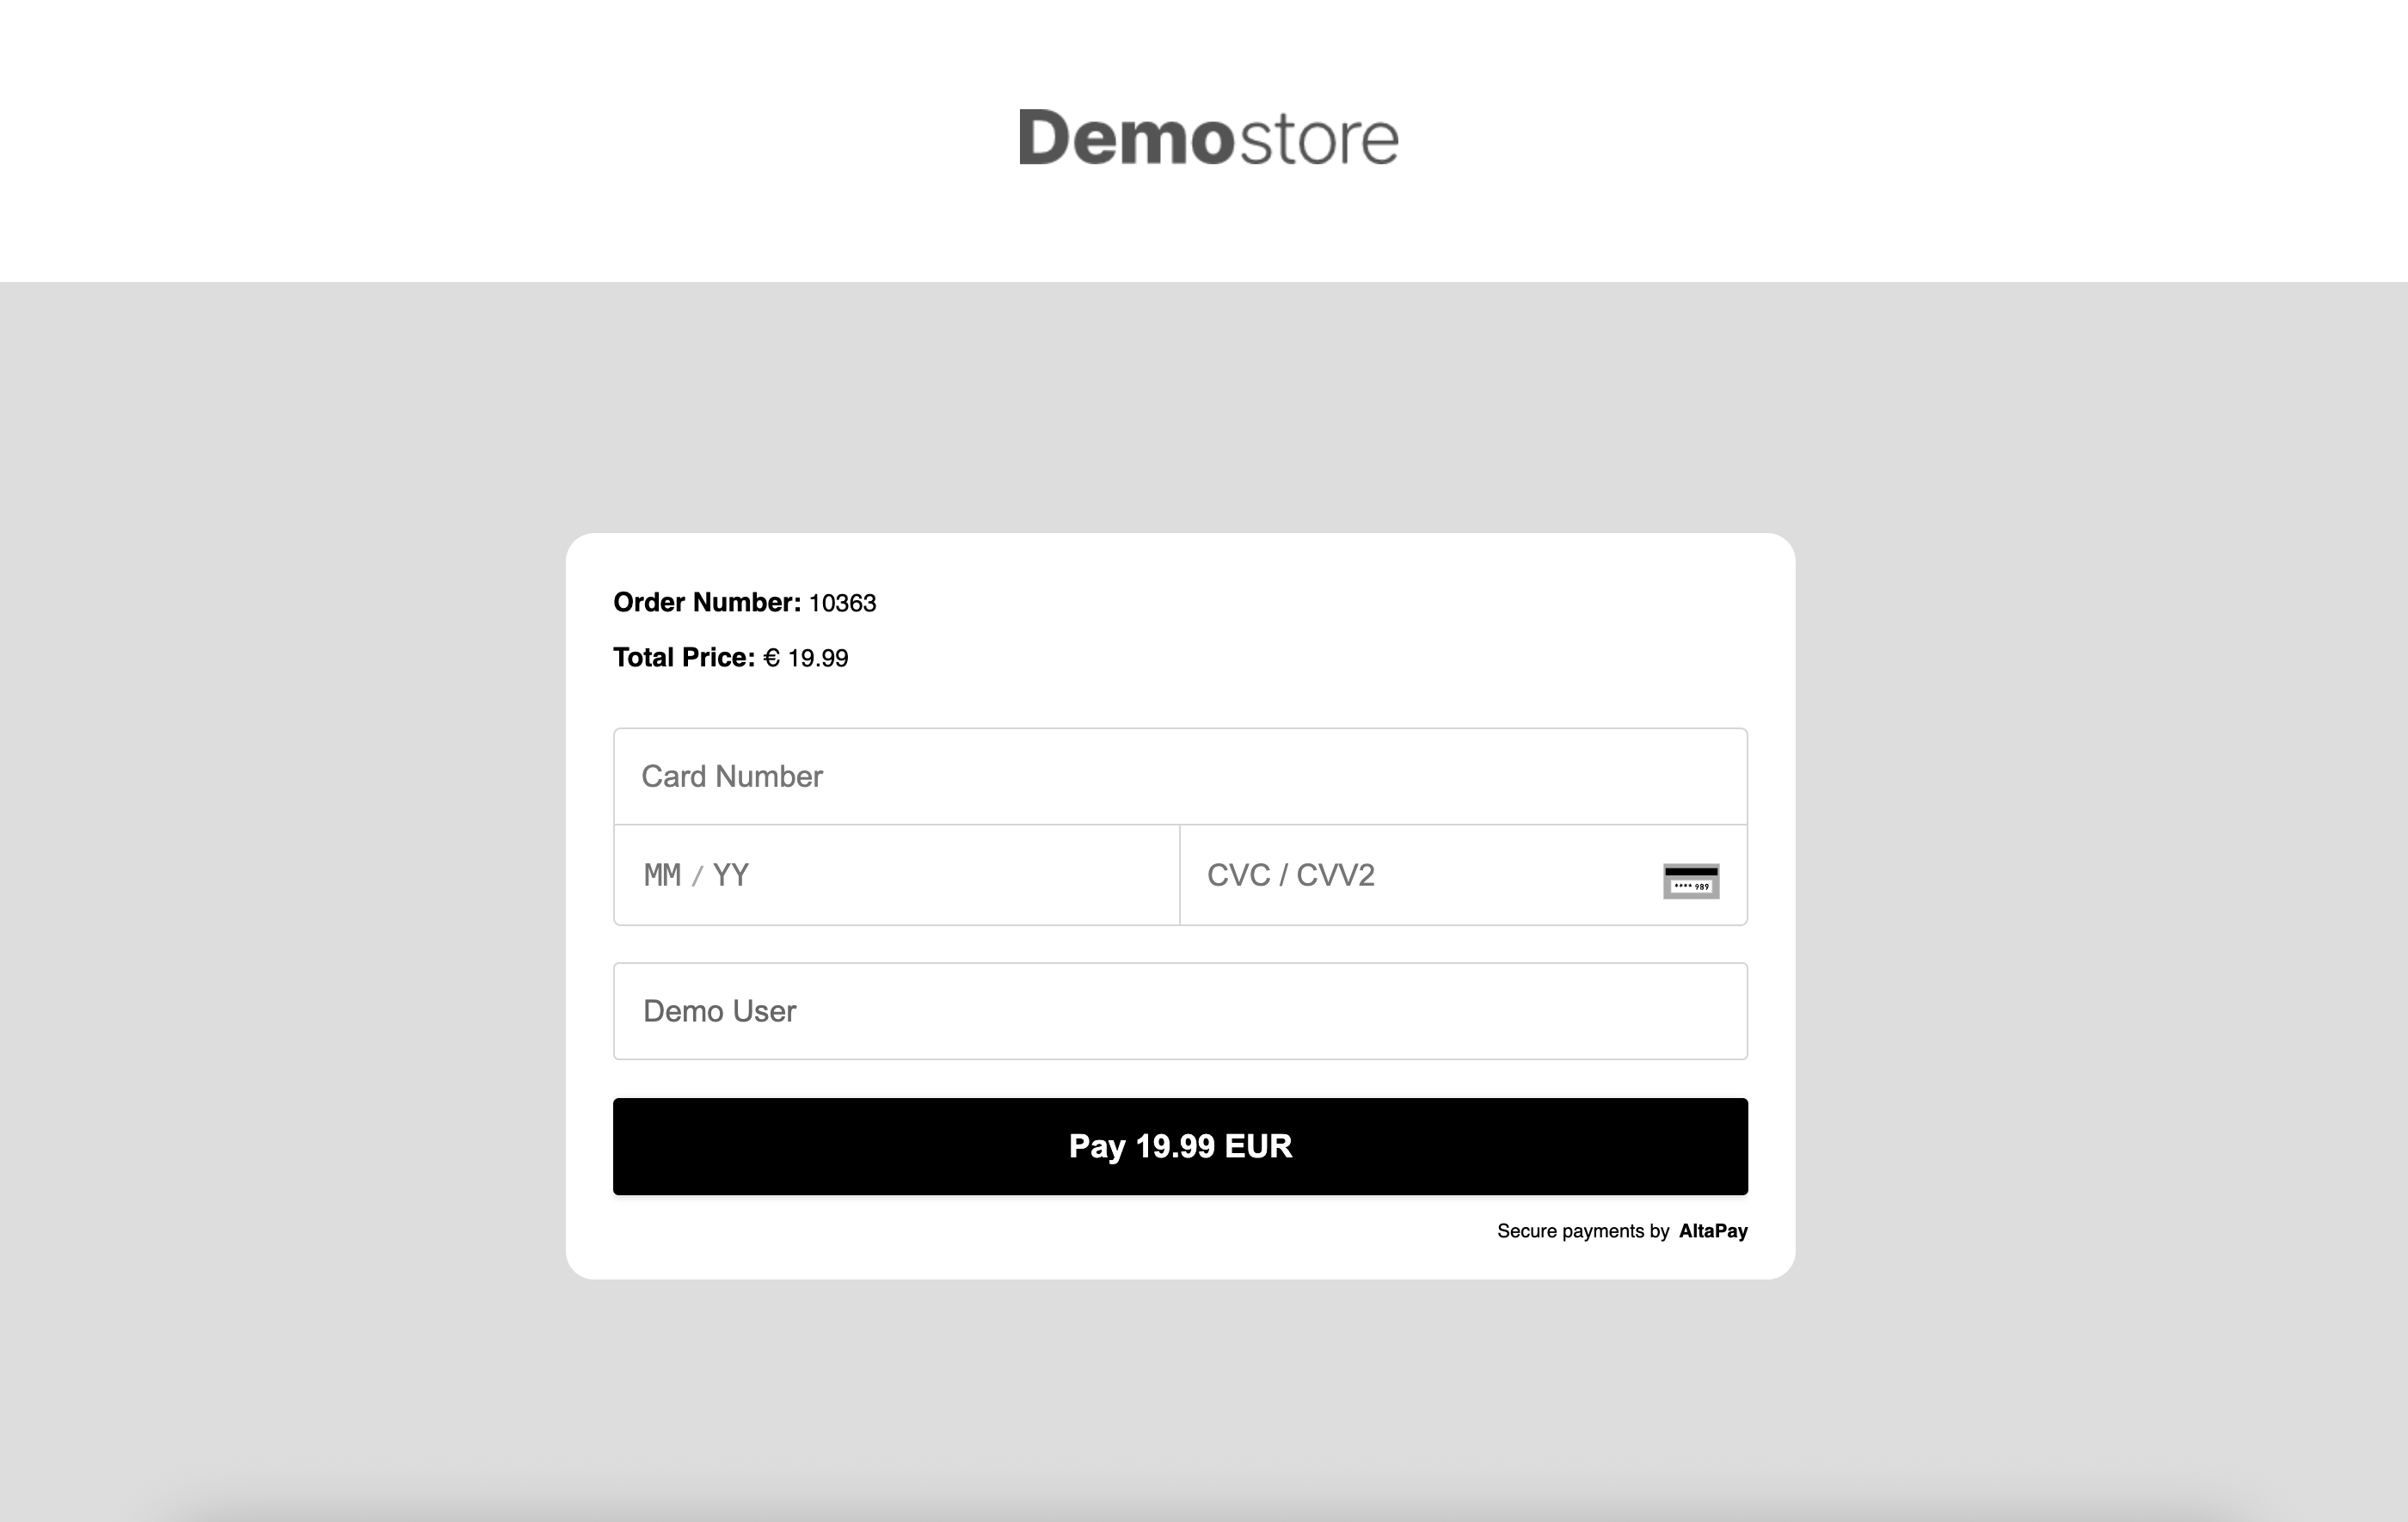 Demostore
Order Number: 10363
Total Price: € 19.99
Card Number
MM / YY
CVC / CVV2
**** 989
Demo User
Pay 19.99 EUR
Secure payments by AltaPay